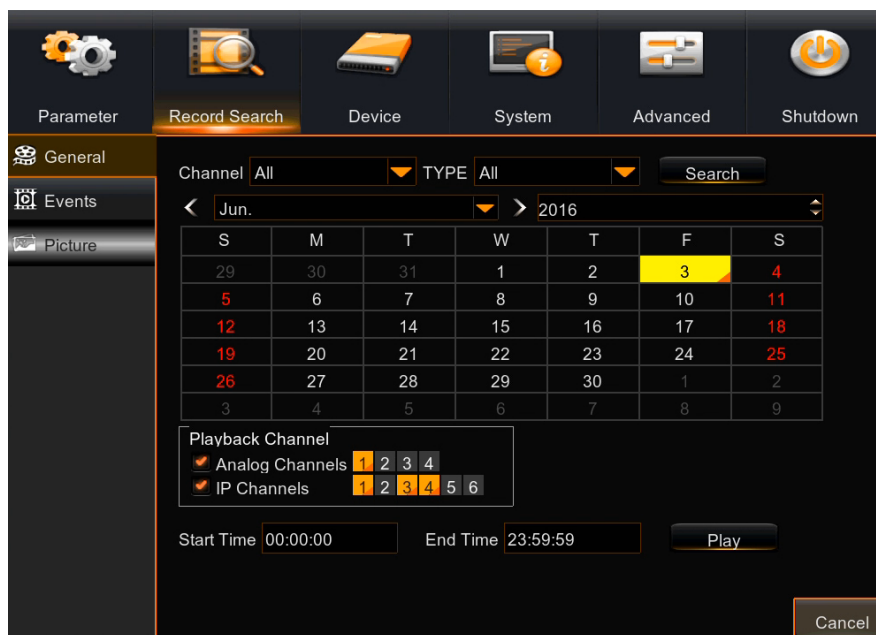 Parameter Record Search Device System Advanced Shutdown
General
Events
Picture
Channel All TYPE All Search
Jun. 2016
S M T W T F S
29 30 31 1 2 3 4
5 6 7 8 9 10 11
12 13 14 15 16 17 18
19 20 21 22 23 24 25
26 27 28 29 30 1 2
3 4 5 6 7 8 9
Playback Channel
Analog Channels 1 2 3 4
IP Channels 1 2 3 4 5 6
Start Time 00:00:00 End Time 23:59:59 Play
Cancel